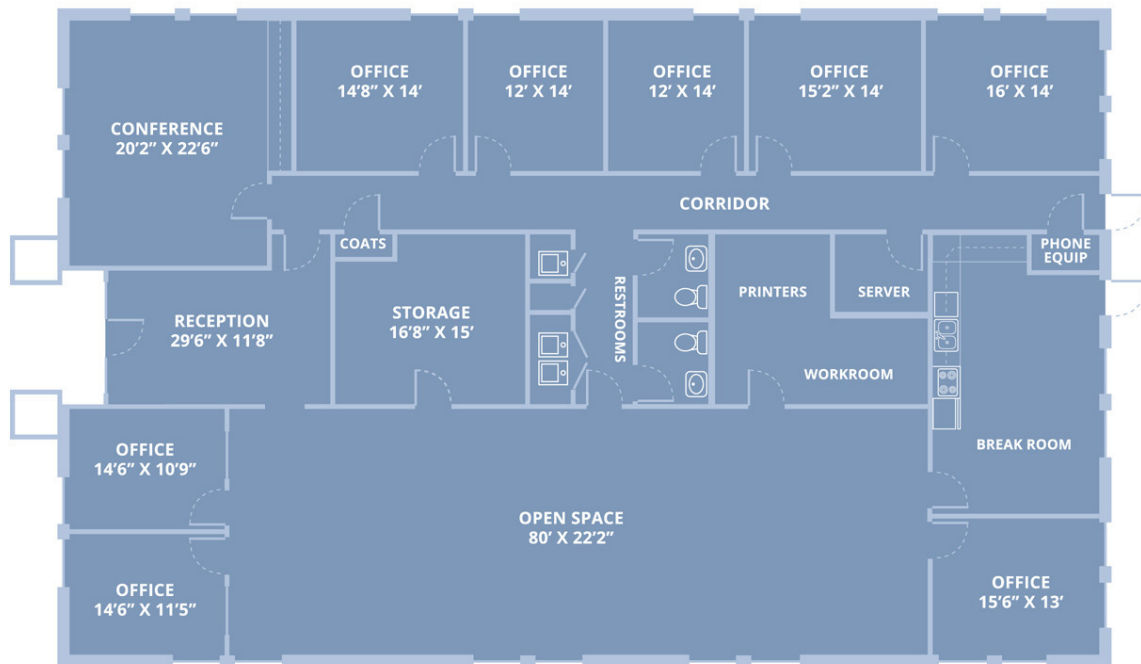 OFFICE
14’8” X 14’
OFFICE
12’ X 14’
OFFICE
12’ X 14’
OFFICE
15’2” X 14’
OFFICE
16’ X 14’
CONFERENCE
20’2” X 22’6”
CORRIDOR
COATS
PHONE
EQUIP
RECEPTION
29’6” X 11’8”
STORAGE
16’8” X 15’
RESTROOMS
PRINTERS
SERVER
WORKROOM
BREAK ROOM
OFFICE
14’6” X 10’9”
OPEN SPACE
80’ X 22’2”
OFFICE
14’6” X 11’5”
OFFICE
15’6” X 13’